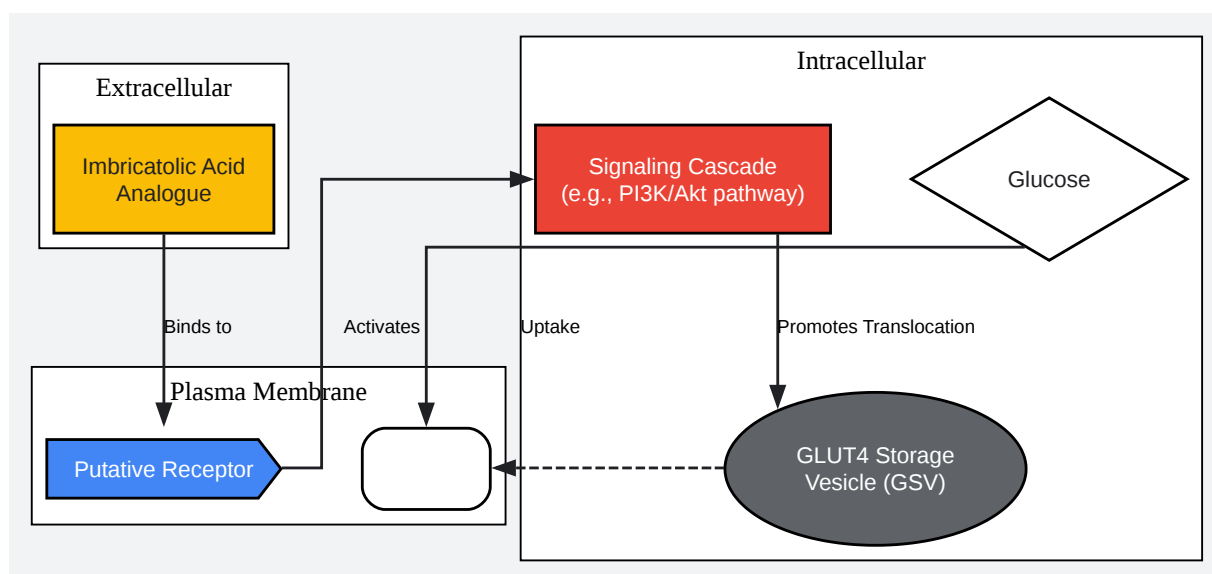 Intracellular
Extracellular
Imbricatolic Acid
Analogue
Signaling Cascade
(e.g., PI3K/Akt pathway)
Glucose
Binds to
Activates
Uptake
Promotes Translocation
Plasma Membrane
Putative Receptor
GLUT4 Storage
Vesicle (GSV)